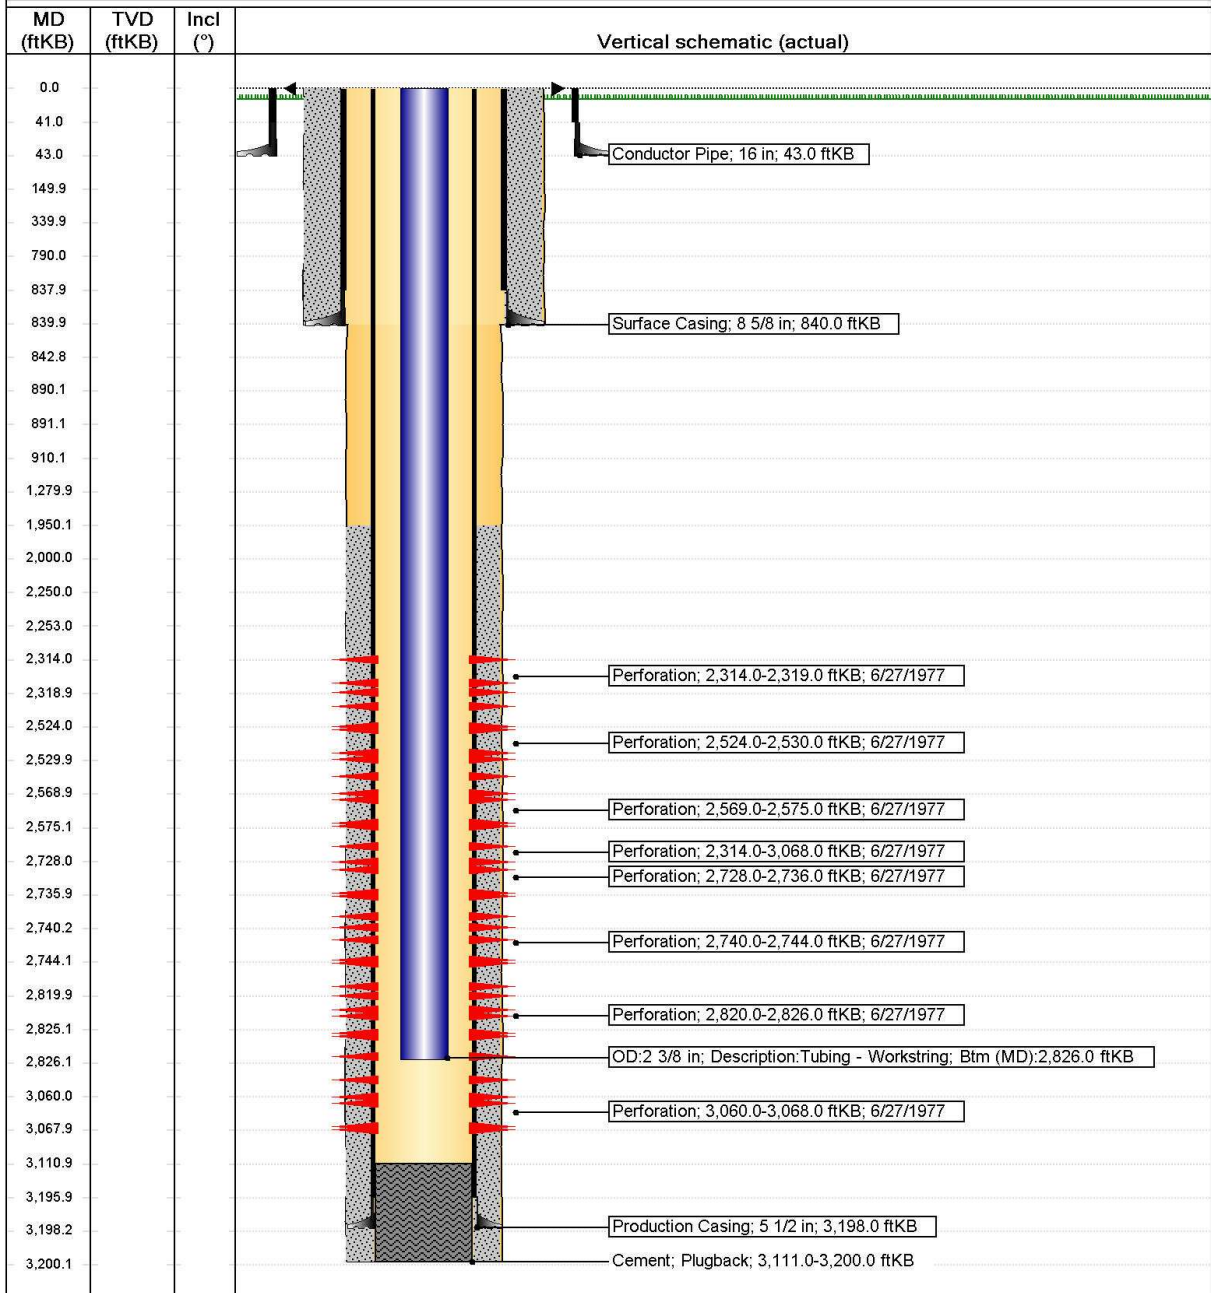 MD (ftKB)
TVD (ftKB)
Incl (°)
Vertical schematic (actual)
0.0
41.0
43.0
Conductor Pipe; 16 in; 43.0 ftKB
149.9
339.9
790.0
837.9
839.9
Surface Casing; 8 5/8 in; 840.0 ftKB
842.8
890.1
891.1
910.1
1,279.9
1,950.1
2,000.0
2,250.0
2,253.0
2,314.0
Perforation; 2,314.0-2,319.0 ftKB; 6/27/1977
2,318.9
2,524.0
Perforation; 2,524.0-2,530.0 ftKB; 6/27/1977
2,529.9
2,568.9
Perforation; 2,569.0-2,575.0 ftKB; 6/27/1977
2,575.1
Perforation; 2,314.0-3,068.0 ftKB; 6/27/1977
2,728.0
Perforation; 2,728.0-2,736.0 ftKB; 6/27/1977
2,735.9
2,740.2
Perforation; 2,740.0-2,744.0 ftKB; 6/27/1977
2,744.1
2,819.9
Perforation; 2,820.0-2,826.0 ftKB; 6/27/1977
2,825.1
OD:2 3/8 in; Description:Tubing - Workstring; Btm (MD):2,826.0 ftKB
2,826.1
3,060.0
Perforation; 3,060.0-3,068.0 ftKB; 6/27/1977
3,067.9
3,110.9
3,195.9
Production Casing; 5 1/2 in; 3,198.0 ftKB
3,198.2
Cement; Plugback; 3,111.0-3,200.0 ftKB
3,200.1